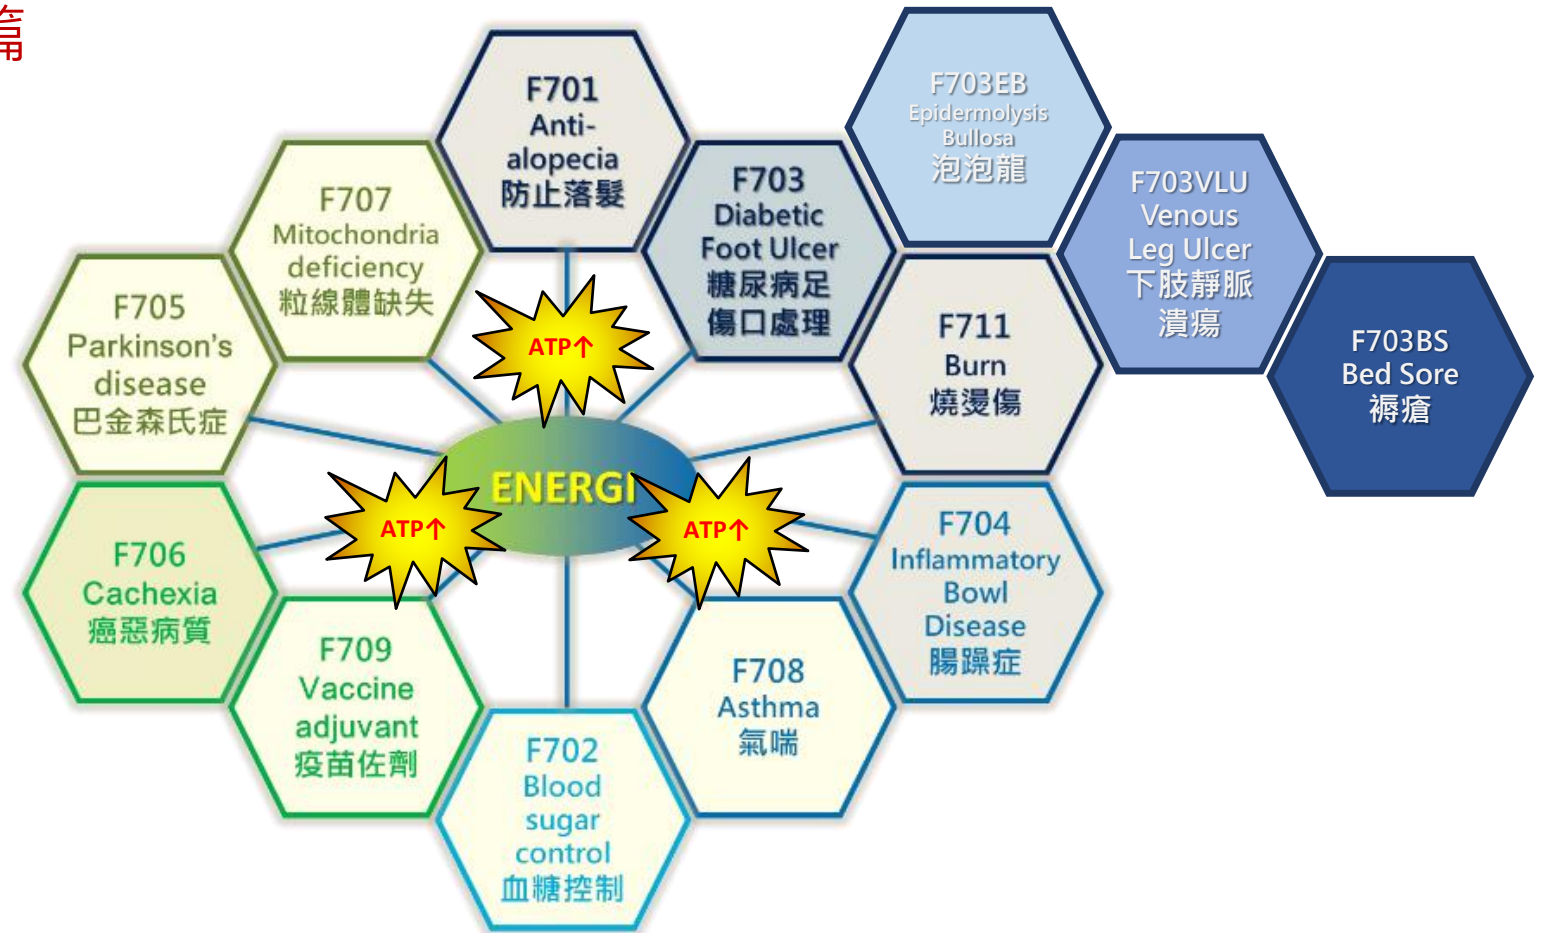 篇
F701
Anti-
alopecia
防止落髮
F703EB
Epidermolysis
Bullosa
泡泡龍
F707
Mitochondria
deficiency
粒線體缺失
F703
Diabetic
Foot Ulcer
糖尿病足
傷口處理
F703VLU
Venous
Leg Ulcer
下肢靜脈
潰瘍
F705
Parkinson's
disease
巴金森氏症
ATP↑
F711
Burn
燒燙傷
F703BS
Bed Sore
褥瘡
ENERGI
ATP↑
ATP↑
F706
Cachexia
癌惡病質
F704
Inflammatory
Bowl
Disease
腸躁症
F709
Vaccine
adjuvant
疫苗佐劑
F708
Asthma
氣喘
F702
Blood
sugar
control
血糖控制